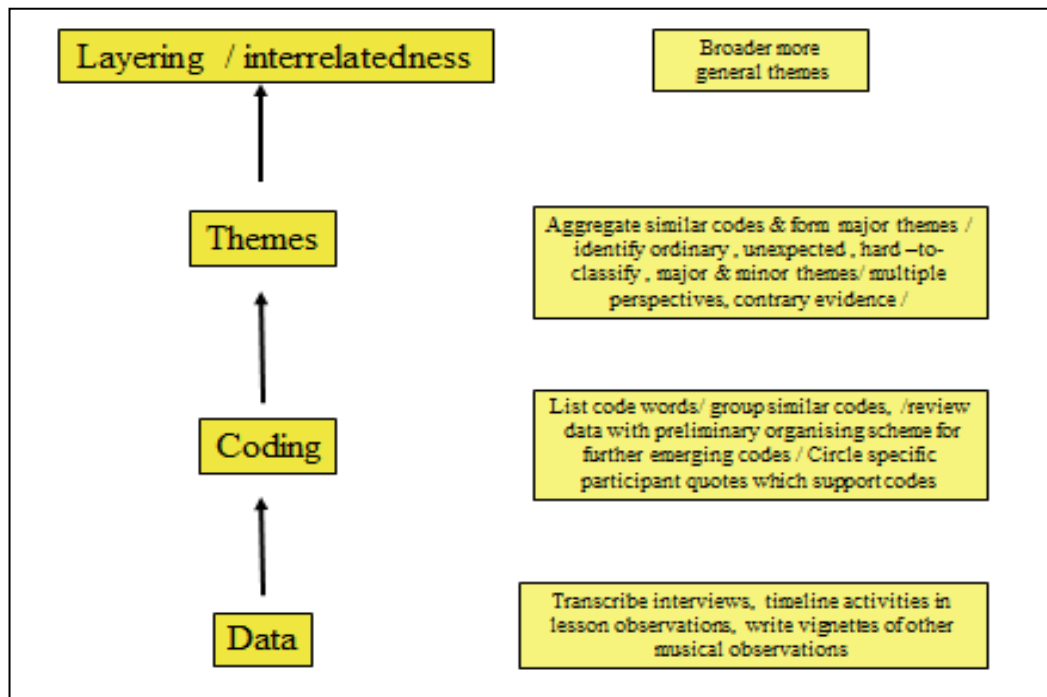 Layering / interrelatedness
Broader more
general themes
Themes
Aggregate similar codes & form major themes /
identify ordinary , unexpected , hard –to-
classify , major & minor themes/ multiple
perspectives, contrary evidence /
Coding
List code words/ group similar codes, /review
data with preliminary organising scheme for
further emerging codes / Circle specific
participant quotes which support codes
Data
Transcribe interviews, timeline activities in
lesson observations, write vignettes of other
musical observations